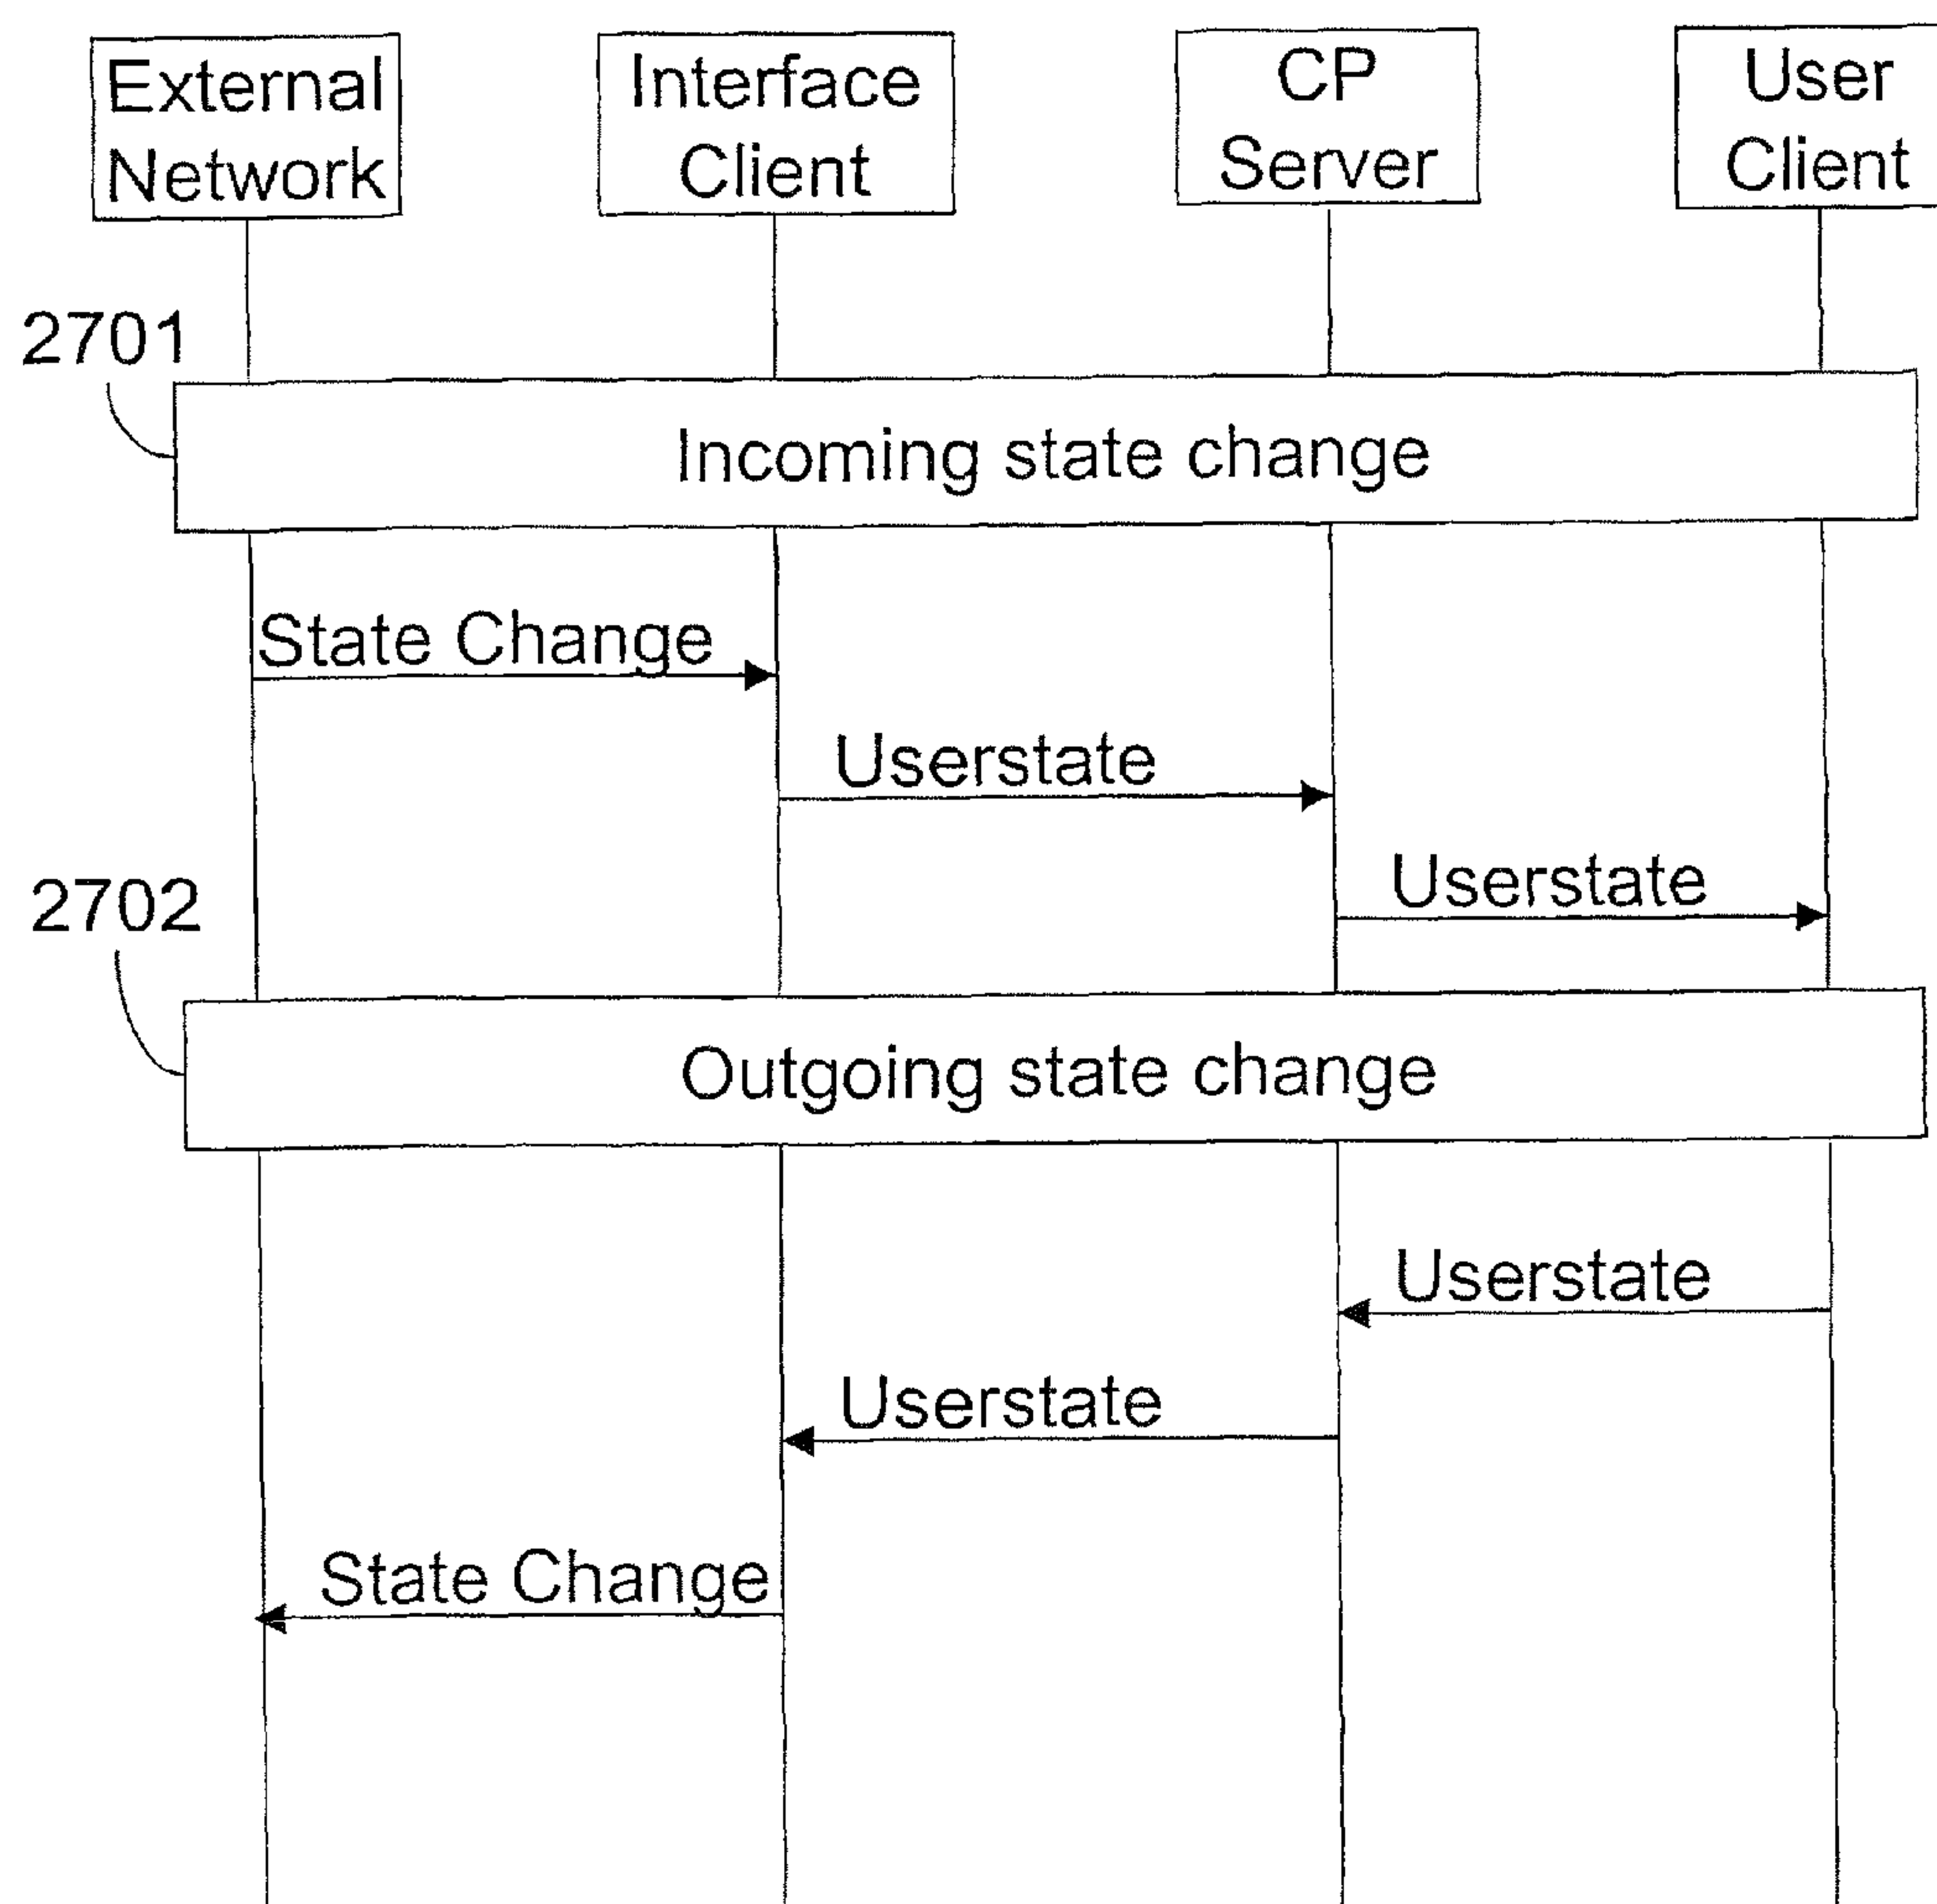 External
Network
Interface
Client
CP
Server
User
Client
2701
Incoming state change
State Change
Userstate
Userstate
2702
Outgoing state change
Userstate
Userstate
State Change